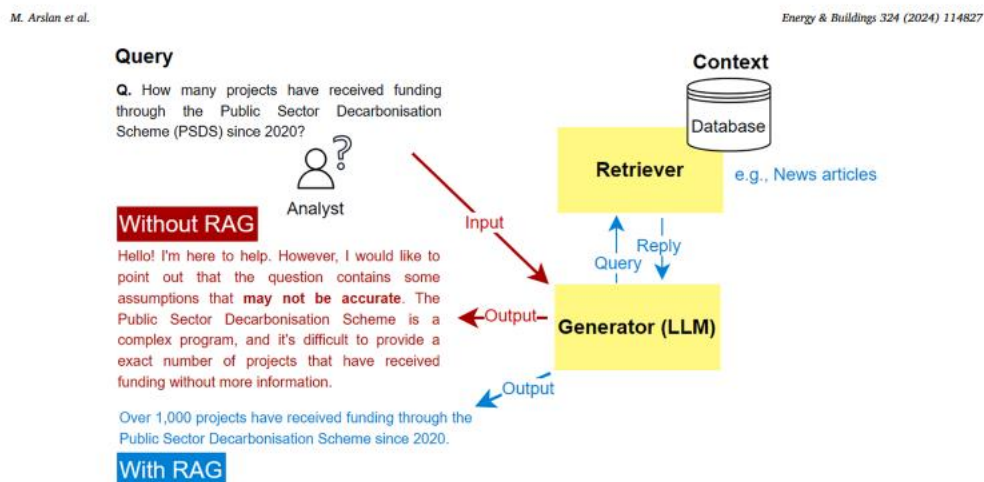 M. Arslan et al.
Energy & Buildings 324 (2024) 114827
Query
Q. How many projects have received funding
through the Public Sector Decarbonisation
Scheme (PSDS) since 2020?
?
Analyst
Context
Database
Retriever
e.g., News articles
Input
Reply
Query
Without RAG
Hello! I'm here to help. However, I would like to
point out that the question contains some
assumptions that may not be accurate. The
Public Sector Decarbonisation Scheme is a
complex program, and it's difficult to provide a
exact number of projects that have received
funding without more information.
Output
Generator (LLM)
Output
Over 1,000 projects have received funding through the
Public Sector Decarbonisation Scheme since 2020.
With RAG